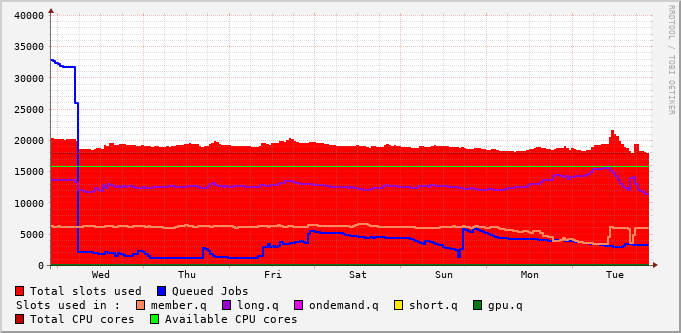 RRDTOOL / TOBI OETIKER
40000
35000
30000
25000
20000
15000
10000
5000
0
Wed Thu Fri Sat Sun Mon Tue
Total slots used Queued Jobs
Slots used in : member.q long.q ondemand.q short.q gpu.q
Total CPU cores Available CPU cores